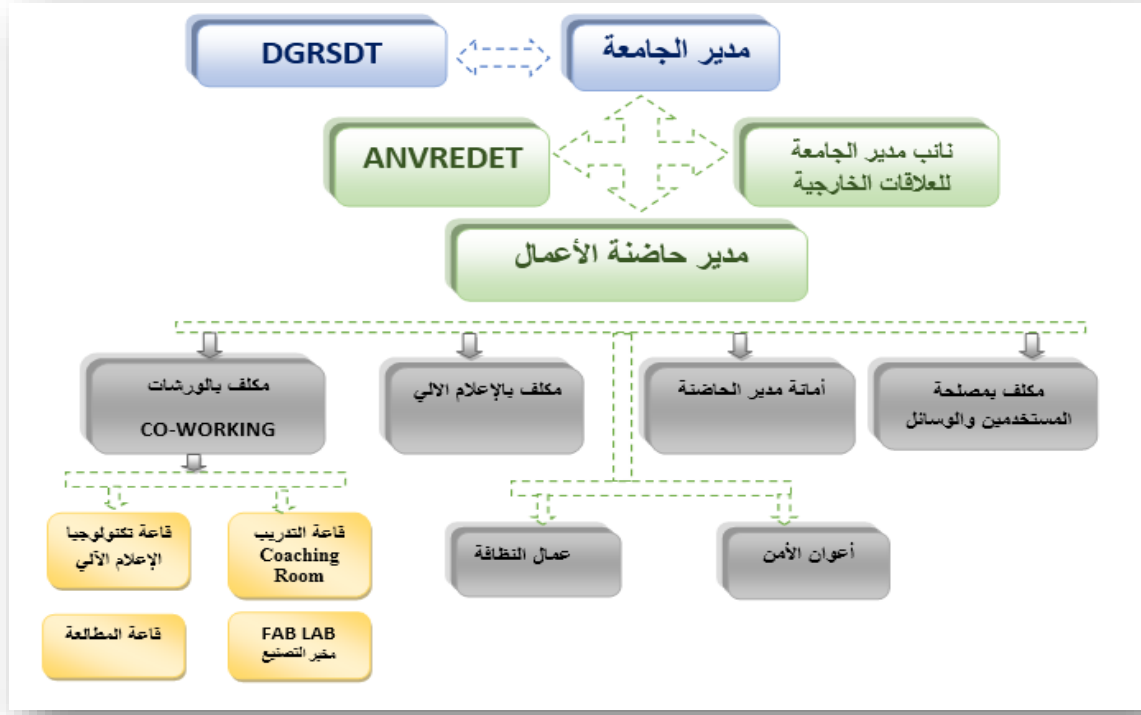 مدير الجامعة
DGRSDT
نائب مدير الجامعة
للعلاقات الخارجية
ANVREDET
مدير حاضنة الأعمال
مكلف بمصلحة
المستخدمين والوسائل
أمانة مدير الحاضنة
مكلف بالإعلام الالي
مكلف بالورشات
CO-WORKING
أعوان الأمن
عمال النظافة
قاعة التدريب
Coaching
Room
قاعة تكنولوجيا
الإعلام الآلي
FAB LAB
مخبر التصنيع
قاعة المطالعة